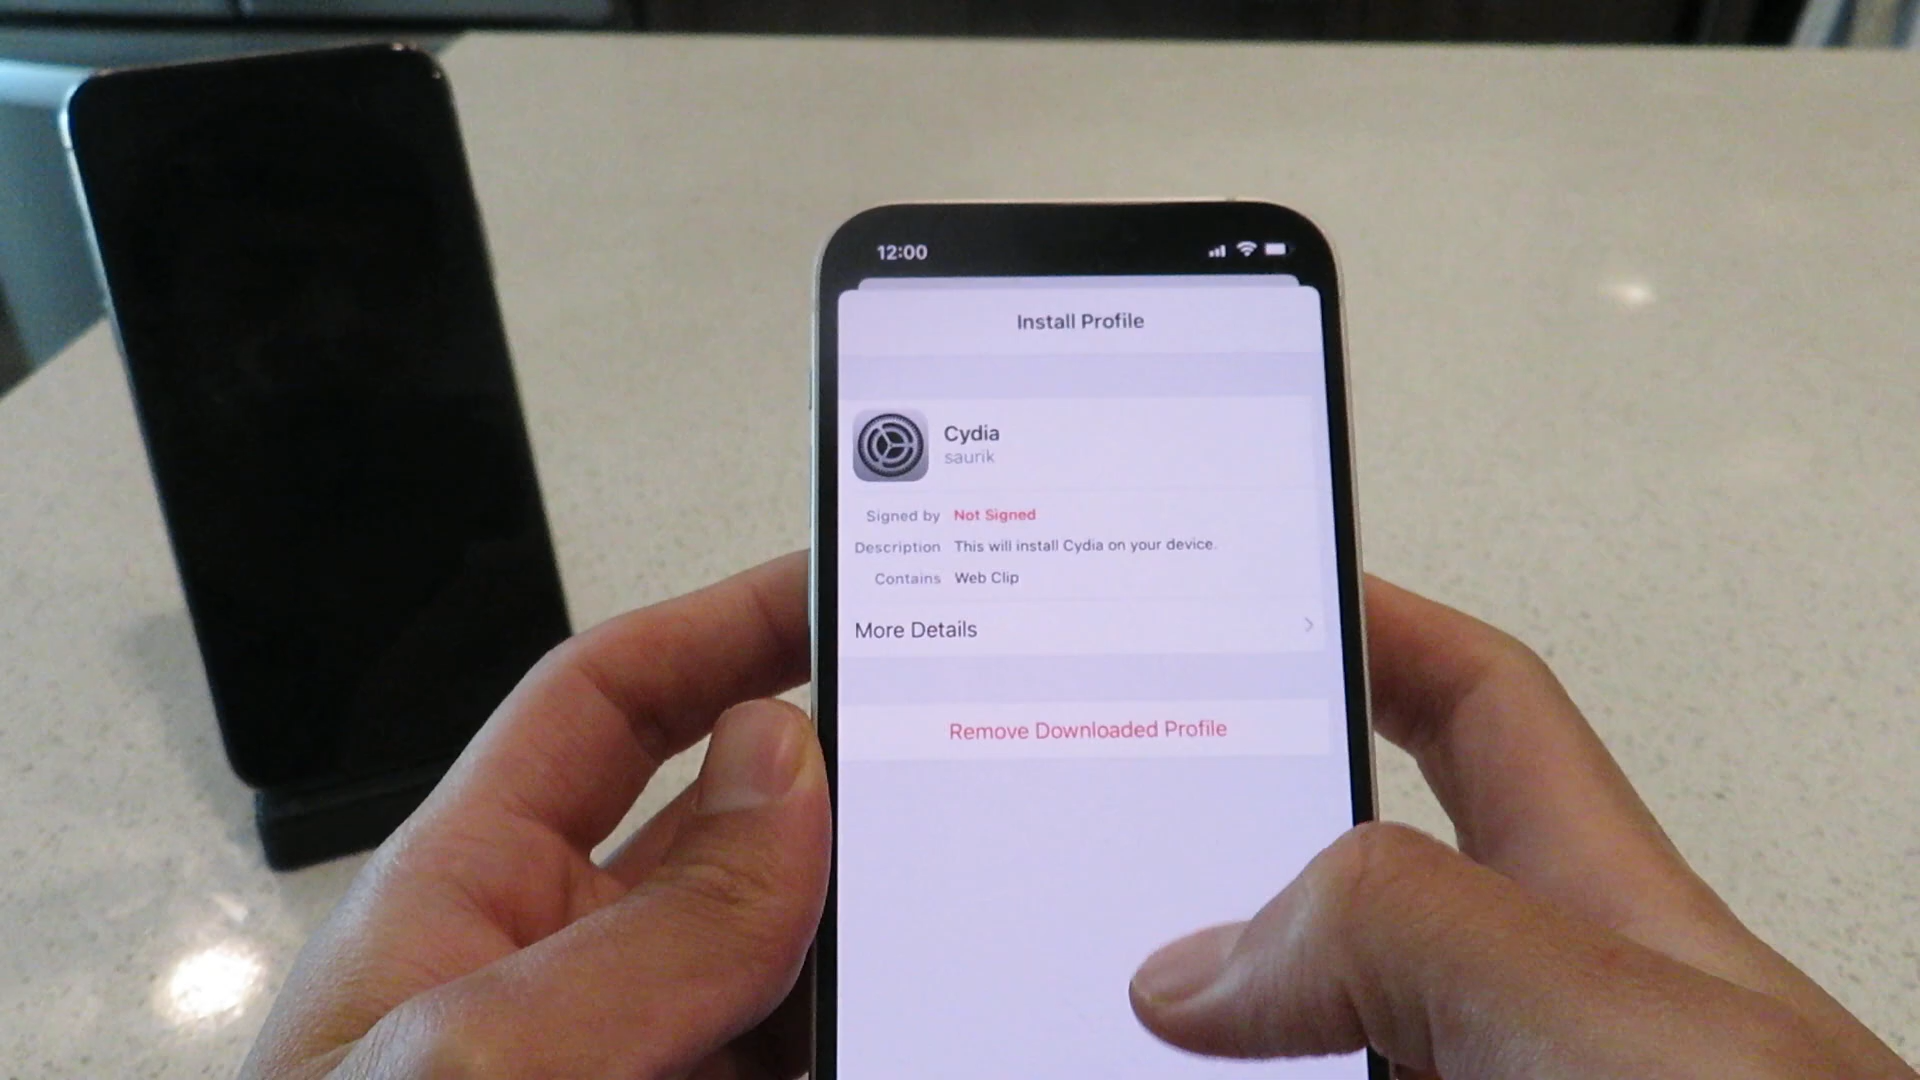 12:00
Install Profile
Cydia
saurik
Signed by Not Signed
Description This will install Cydia on your device.
Contains Web Clip
More Details
Remove Downloaded Profile